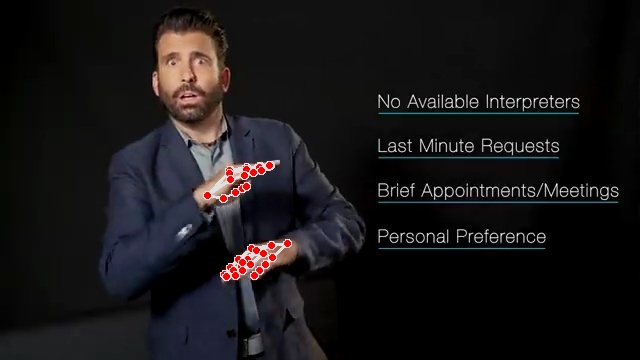 No Available Interpreters
Last Minute Requests
Brief Appointments/Meetings
Personal Preference